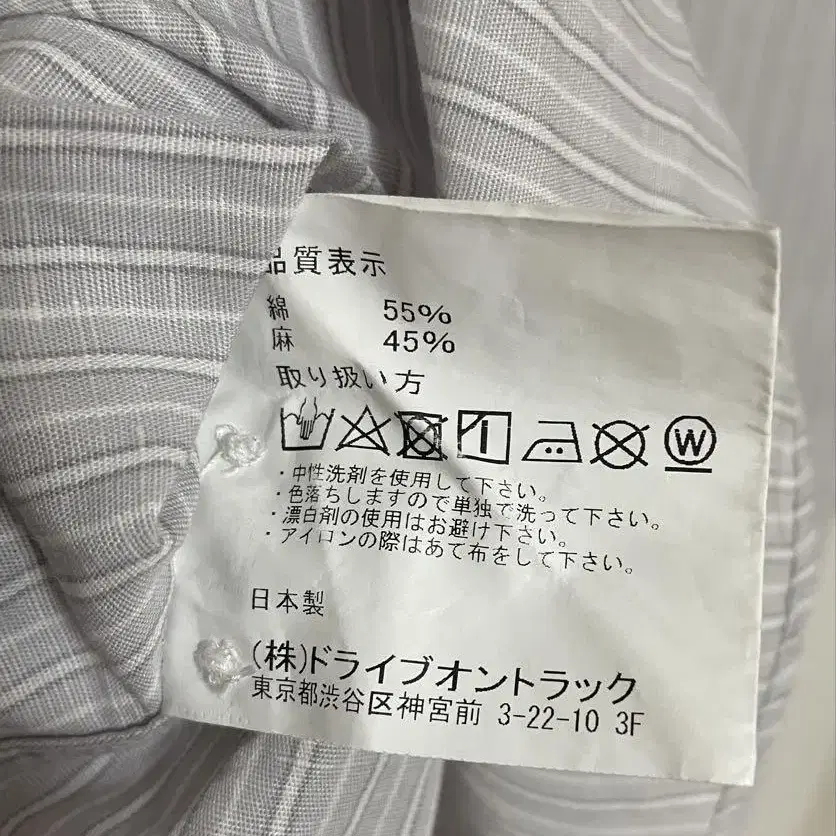 品質表示
綿 55%
麻 45%
取り扱い方
W
・中性洗剤を使用して下さい。
・色落ちしますので単独で洗って下さい。
・漂白剤の使用はお避け下さい。
・アイロンの際はあて布をして下さい。
日本製
(株)ドライブオントラック
東京都渋谷区神宮前 3-22-10 3F